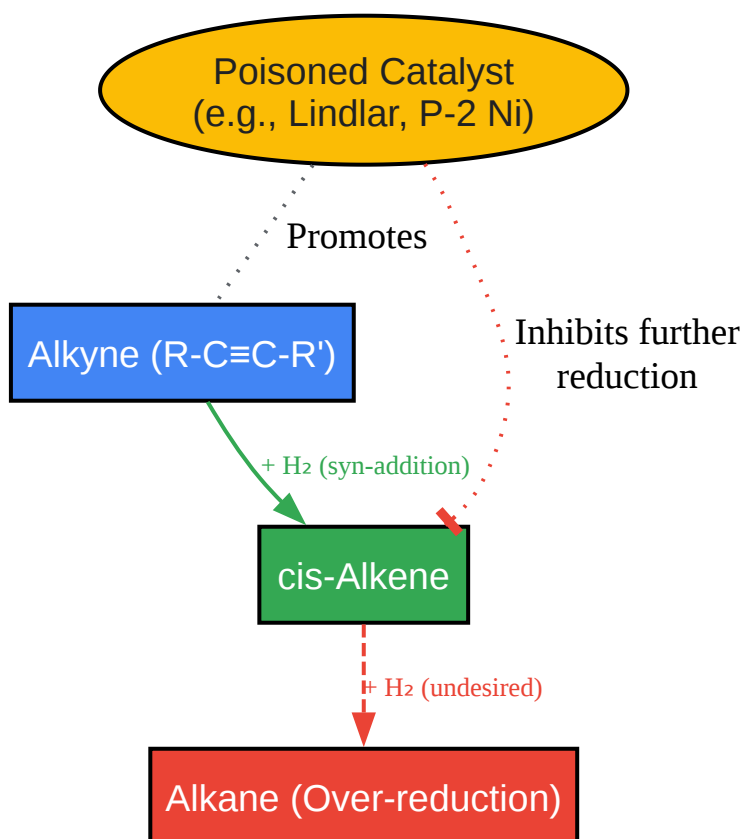 Poisoned Catalyst
(e.g., Lindlar, P-2 Ni)
Promotes
Alkyne (R-C≡C-R')
Inhibits further
reduction
+ H₂ (syn-addition)
cis-Alkene
+ H₂ (undesired)
Alkane (Over-reduction)